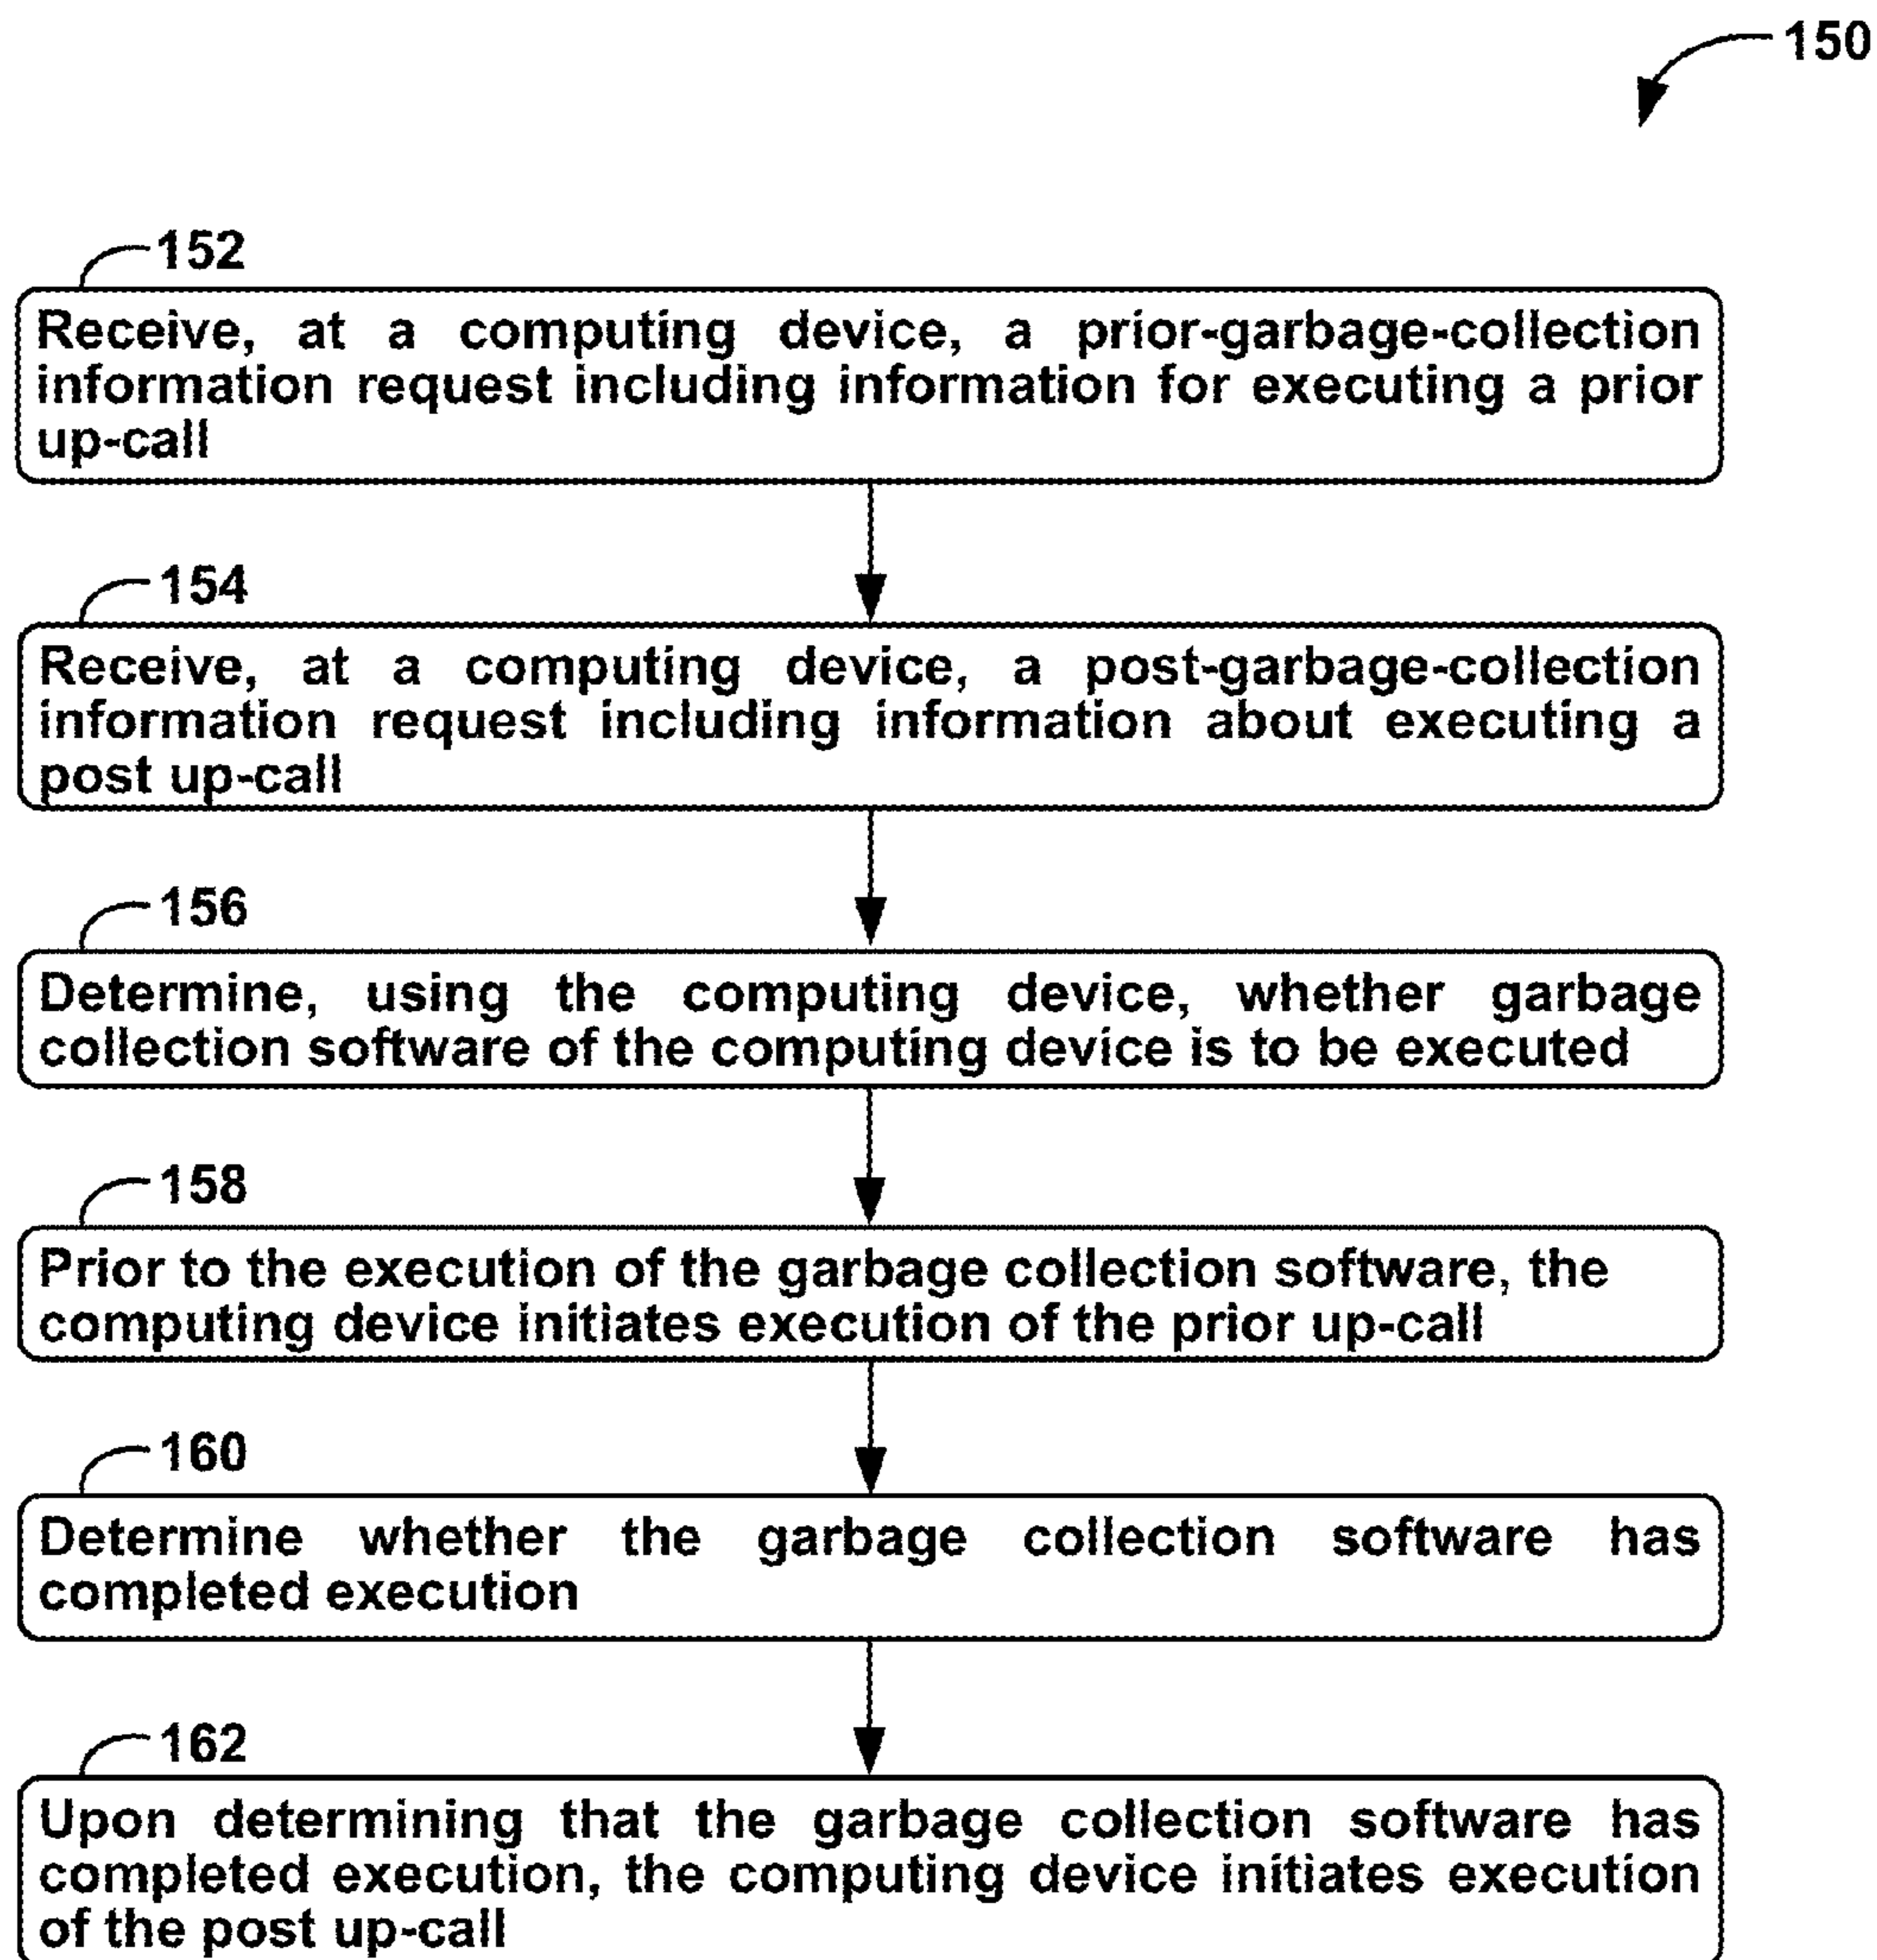 150
152
Receive, at a computing device, a prior-garbage-collection
information request including information for executing a prior
up-call
154
Receive, at a computing device, a post-garbage-collection
information request including information about executing a
post up-call
156
Determine, using the computing device, whether garbage
collection software of the computing device is to be executed
158
Prior to the execution of the garbage collection software, the
computing device initiates execution of the prior up-call
160
Determine whether the garbage collection software has
completed execution
162
Upon determining that the garbage collection software has
completed execution, the computing device initiates execution
of the post up-call